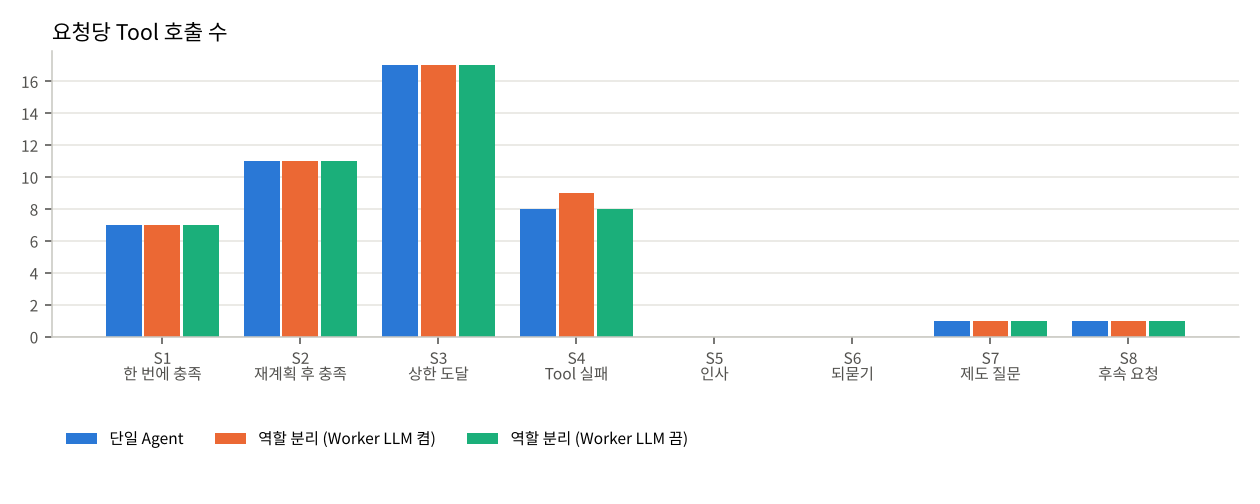 요청당 Tool 호출 수
16
14
12
10
8
6
4
2
0
S1
한 번에 충족
S2
재계획 후 충족
S3
상한 도달
S4
Tool 실패
S5
인사
S6
되묻기
S7
제도 질문
S8
후속 요청
단일 Agent
역할 분리 (Worker LLM 켬)
역할 분리 (Worker LLM 끔)